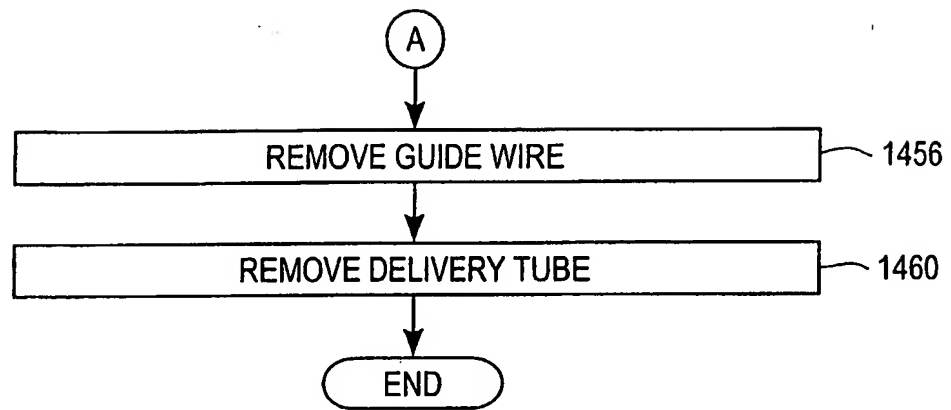 A
REMOVE GUIDE WIRE
1456
REMOVE DELIVERY TUBE
1460
END